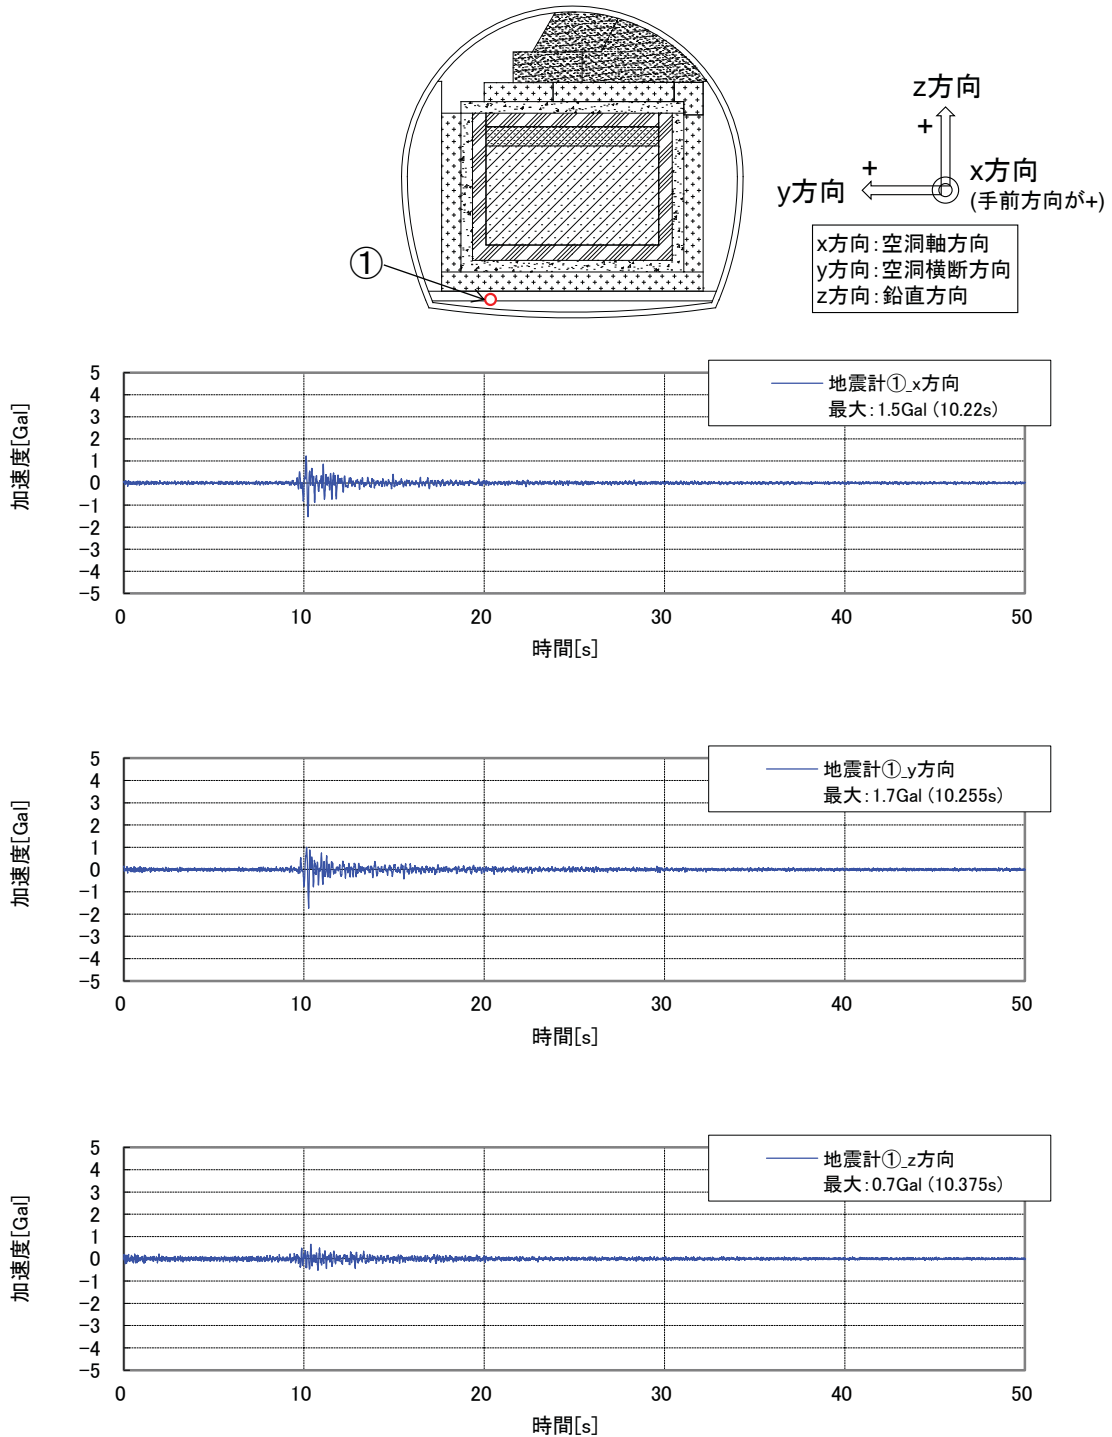 z方向
+
+
x方向
y方向
(手前方向が+)
x方向：空洞軸方向
y方向：空洞横断方向
z方向：鉛直方向
①
地震計①_x方向
最大：1.5Gal (10.22s)
加速度[Gal]
5
4
3
2
1
0
-1
-2
-3
-4
-5
0 10 20 30 40 50
時間[s]
地震計①_y方向
最大：1.7Gal (10.255s)
加速度[Gal]
5
4
3
2
1
0
-1
-2
-3
-4
-5
0 10 20 30 40 50
時間[s]
地震計①_z方向
最大：0.7Gal (10.375s)
加速度[Gal]
5
4
3
2
1
0
-1
-2
-3
-4
-5
0 10 20 30 40 50
時間[s]